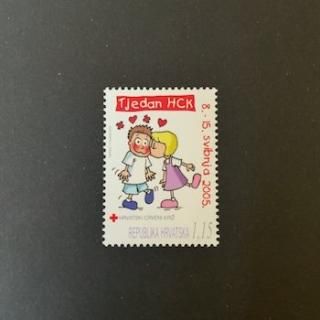 Tjedan HCK
8.-15. svibnja 2005.
HRVATSKI CRVENI KRIŽ
REPUBLIKA HRVATSKA 1.15